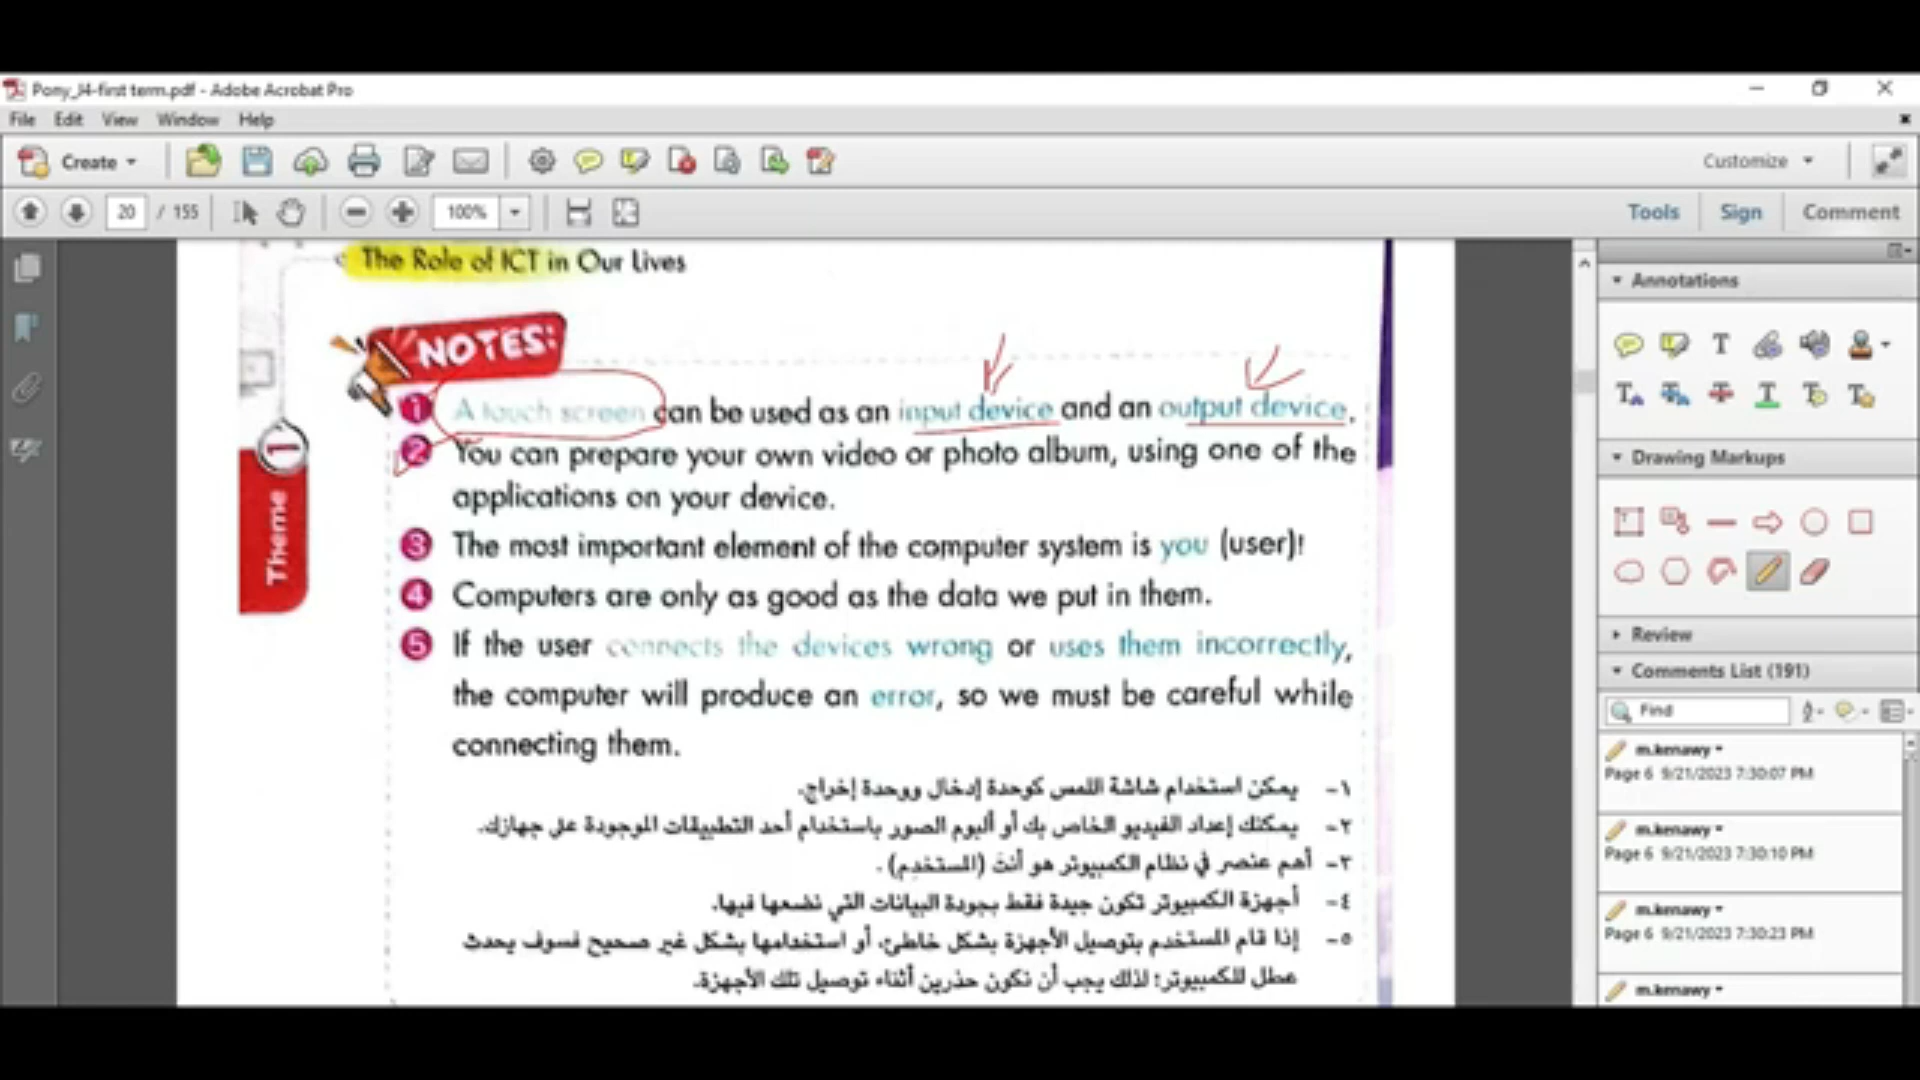 Pony_J4-first term.pdf - Adobe Acrobat Pro
File Edit View Window Help
Create Customize
20 / 155 100% Tools Sign Comment
The Role of ICT in Our Lives
NOTES:
1 A touch screen can be used as an input device and an output device.
2 You can prepare your own video or photo album, using one of the
applications on your device.
3 The most important element of the computer system is you (user)!
4 Computers are only as good as the data we put in them.
5 If the user connects the devices wrong or uses them incorrectly,
the computer will produce an error, so we must be careful while
connecting them.
١- يمكن استخدام شاشة اللمس كوحدة إدخال ووحدة إخراج.
٢- يمكنك إعداد الفيديو الخاص بك أو ألبوم الصور باستخدام أحد التطبيقات الموجودة على جهازك.
٣- أهم عنصر في نظام الكمبيوتر هو أنت (المستخدم) .
٤- أجهزة الكمبيوتر تكون جيدة فقط بجودة البيانات التي نضعها فيها.
٥- إذا قام المستخدم بتوصيل الأجهزة بشكل خاطئ، أو استخدامها بشكل غير صحيح فسوف يحدث
عطل للكمبيوتر؛ لذلك يجب أن نكون حذرين أثناء توصيل تلك الأجهزة.
Theme 1
Annotations
Drawing Markups
Review
Comments List (191)
Find
m.kenawy
Page 6 9/21/2023 7:30:07 PM
m.kenawy
Page 6 9/21/2023 7:30:10 PM
m.kenawy
Page 6 9/21/2023 7:30:23 PM
m.kenawy